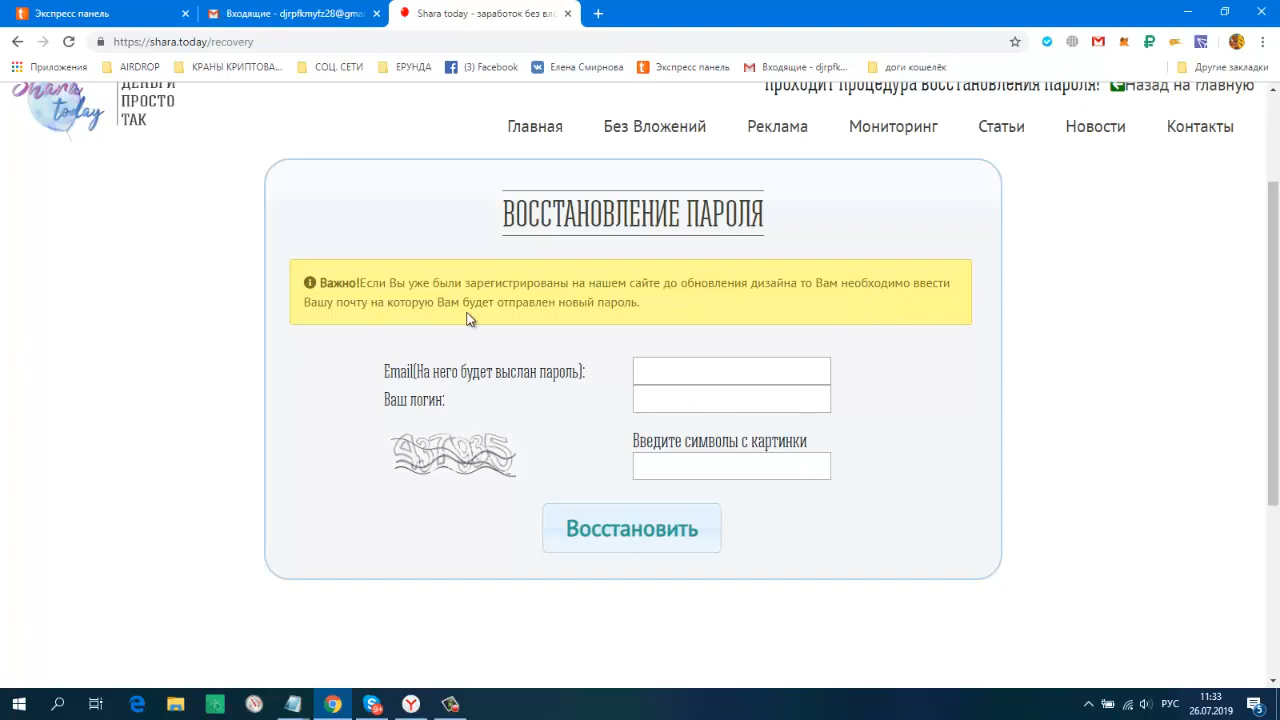 Экспресс панель
Входящие - djrpfkmyfz28@gma
Shara today - заработок без вло
https://shara.today/recovery
Приложения
AIRDROP
КРАНЫ КРИПТОВА...
СОЦ. СЕТИ
ЕРУНДА
(3) Facebook
Елена Смирнова
Экспресс панель
Входящие - djrpfk...
доги кошелёк
Другие закладки
Shara today
ДЕНЬГИ
ПРОСТО
ТАК
проходит процедура восстановления пароля!
Назад на главную
Главная
Без Вложений
Реклама
Мониторинг
Статьи
Новости
Контакты
ВОССТАНОВЛЕНИЕ ПАРОЛЯ
Важно!Если Вы уже были зарегистрированы на нашем сайте до обновления дизайна то Вам необходимо ввести
Вашу почту на которую Вам будет отправлен новый пароль.
Email(На него будет выслан пароль):
Ваш логин:
Введите символы с картинки
Восстановить
РУС
11:33
26.07.2019